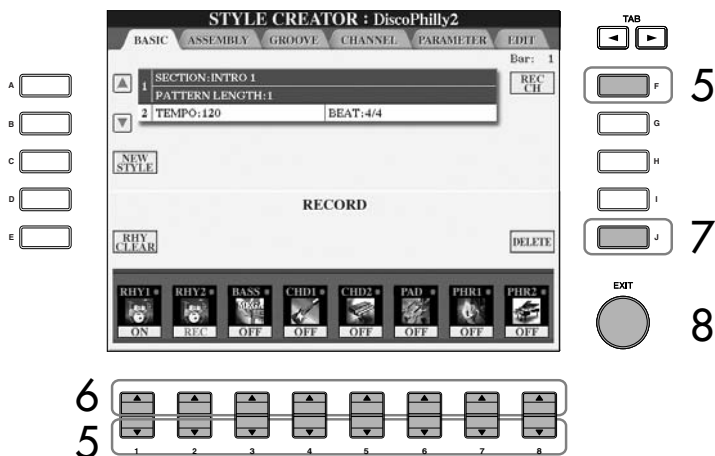 STYLE CREATOR : DiscoPhilly2
BASIC ASSEMBLY GROOVE CHANNEL PARAMETER EDIT
Bar: 1
1 SECTION:INTRO 1
PATTERN LENGTH:1
2 TEMPO:120 BEAT:4/4
REC CH
NEW STYLE
RECORD
RHY CLEAR
DELETE
RHY1 RHY2 BASS CHD1 CHD2 PAD PHR1 PHR2
ON REC OFF OFF OFF OFF OFF OFF
A
B
C
D
E
TAB
F 5
G
H
I
J 7
EXIT
8
6
5
1 2 3 4 5 6 7 8